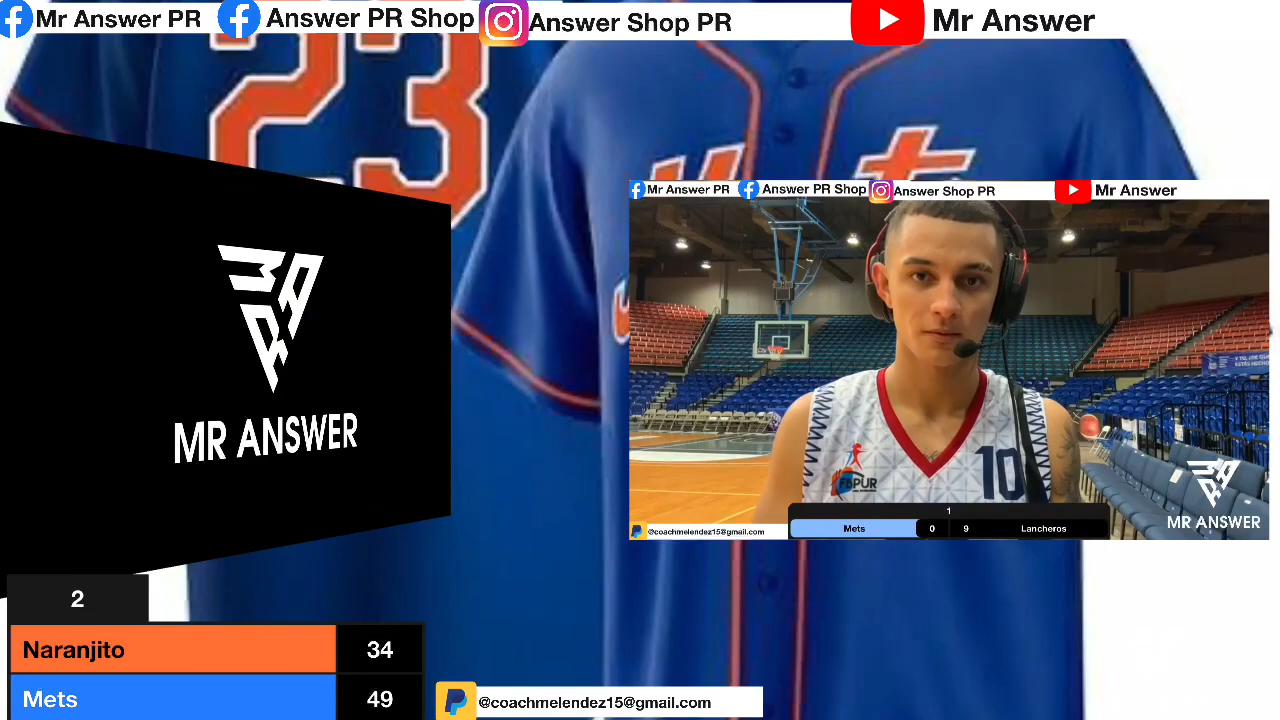 Mr Answer PR
Answer PR Shop
Answer Shop PR
Mr Answer
23
MR ANSWER
Mr Answer PR
Answer PR Shop
Answer Shop PR
Mr Answer
FBPUR
10
MR ANSWER
1
Mets 0 9 Lancheros
@coachmelendez15@gmail.com
2
Naranjito 34
Mets 49
@coachmelendez15@gmail.com